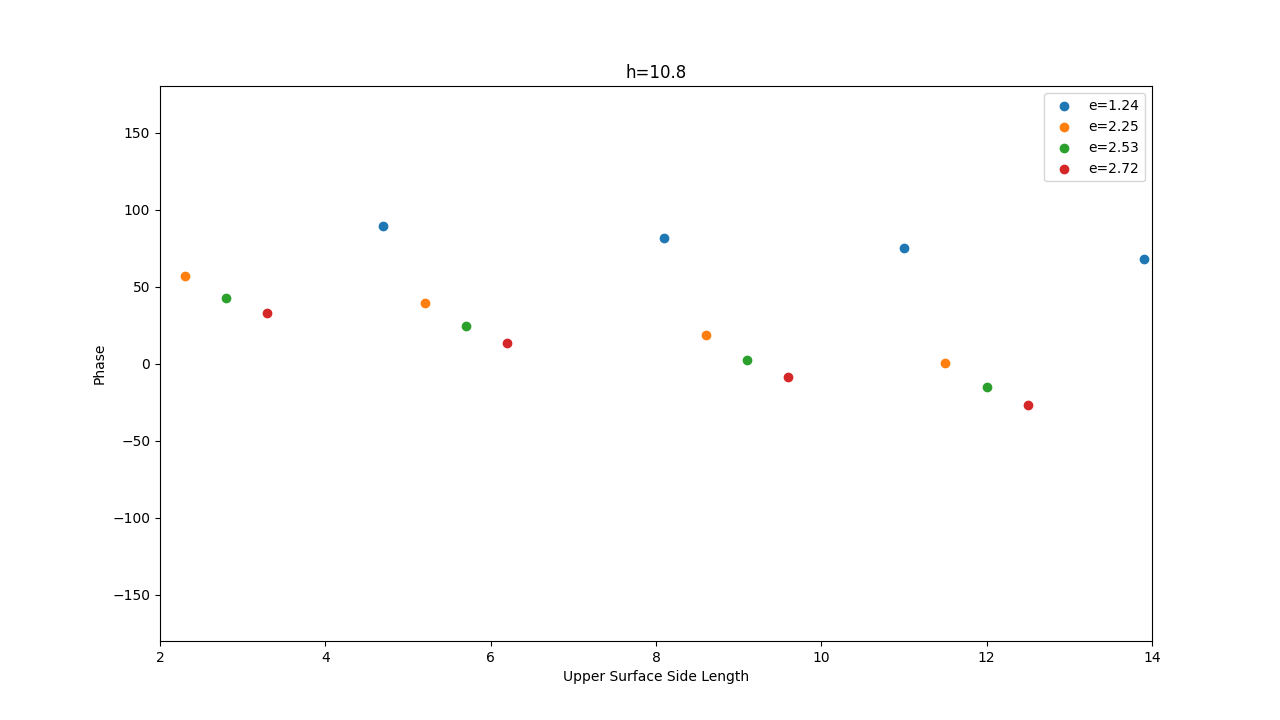 h=10.8
e=1.24
e=2.25
e=2.53
e=2.72
150
100
50
0
−50
−100
−150
Phase
2 4 6 8 10 12 14
Upper Surface Side Length